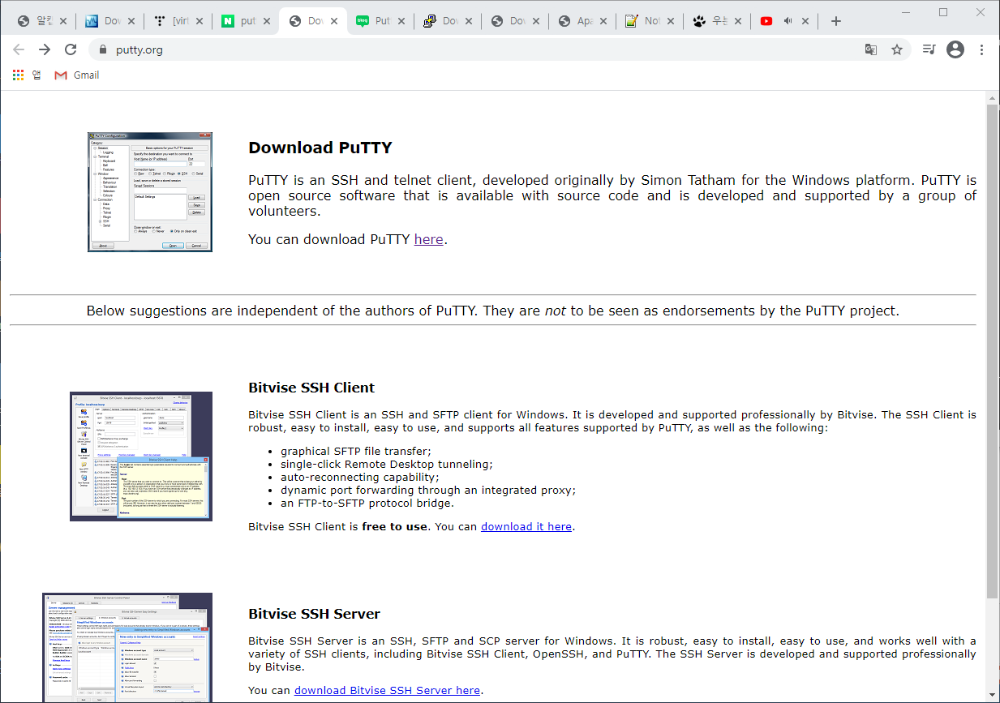 알
Dov
[virt
put
Dov
Put
Dov
Dov
Apa
Not
우
putty.org
앱
Gmail
PuTTY Configuration
Download PuTTY
PuTTY is an SSH and telnet client, developed originally by Simon Tatham for the Windows platform. PuTTY is
open source software that is available with source code and is developed and supported by a group of
volunteers.
You can download PuTTY here.
Below suggestions are independent of the authors of PuTTY. They are not to be seen as endorsements by the PuTTY project.
Bitvise SSH Client
Bitvise SSH Client is an SSH and SFTP client for Windows. It is developed and supported professionally by Bitvise. The SSH Client is
robust, easy to install, easy to use, and supports all features supported by PuTTY, as well as the following:
graphical SFTP file transfer;
single-click Remote Desktop tunneling;
auto-reconnecting capability;
dynamic port forwarding through an integrated proxy;
an FTP-to-SFTP protocol bridge.
Bitvise SSH Client is free to use. You can download it here.
Bitvise SSH Server
Bitvise SSH Server is an SSH, SFTP and SCP server for Windows. It is robust, easy to install, easy to use, and works well with a
variety of SSH clients, including Bitvise SSH Client, OpenSSH, and PuTTY. The SSH Server is developed and supported professionally
by Bitvise.
You can download Bitvise SSH Server here.